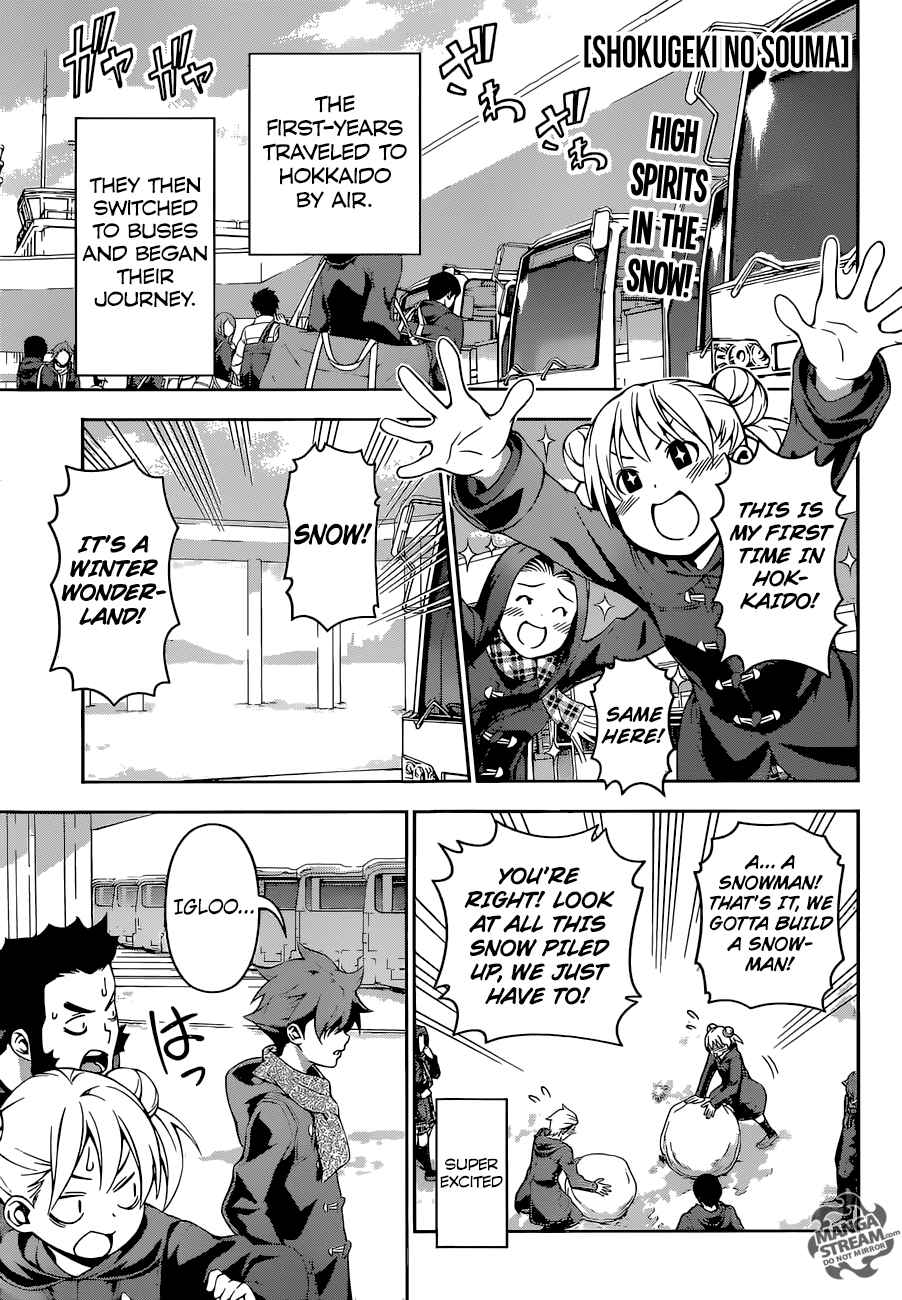 [SHOKUGEKI NO SOUMA]
HIGH
SPIRITS
IN THE
SNOW!
ガヤ
ガヤ
わ
ざわ
THE
FIRST-YEARS
TRAVELED TO
HOKKAIDO
BY AIR.
THEY THEN
SWITCHED
TO BUSES
AND BEGAN
THEIR
JOURNEY.
THIS IS
MY FIRST
TIME IN
HOK-
KAIDO!
SAME
HERE!
SNOW!
IT'S A
WINTER
WONDER-
LAND!
A... A
SNOWMAN!
THAT'S IT, WE
GOTTA BUILD
A SNOW-
MAN!
YOU'RE
RIGHT! LOOK
AT ALL THIS
SNOW PILED
UP, WE JUST
HAVE TO!
SUPER
EXCITED
IGLOO...
はっ
MANGA
STREAM.COM
DO NOT MIRROR